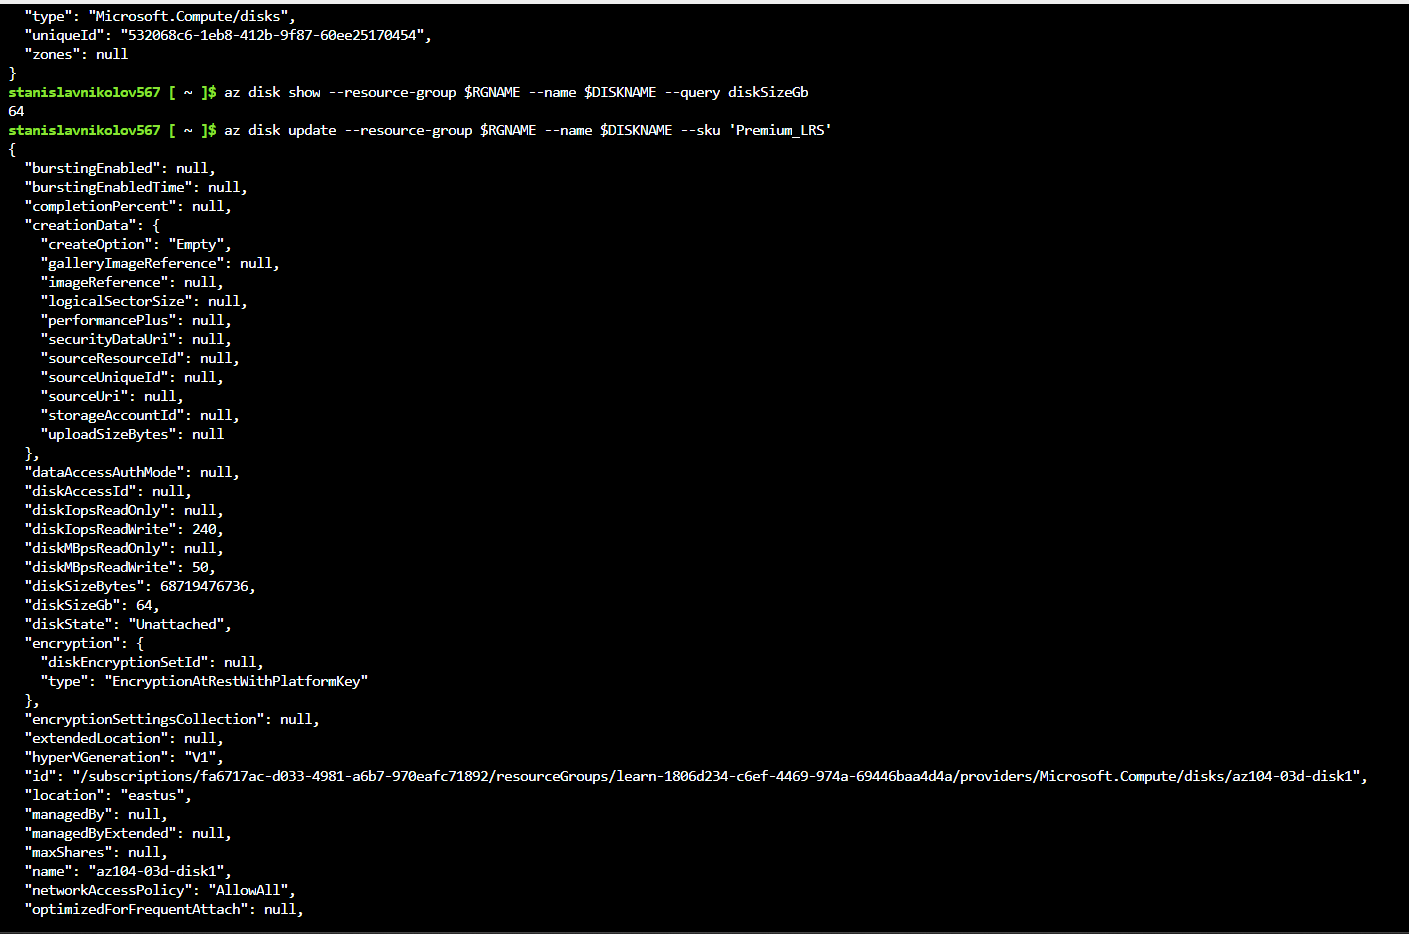 "type": "Microsoft.Compute/disks",
"uniqueId": "532068c6-1eb8-412b-9f87-60ee25170454",
"zones": null
}
stanislavnikolov567 [ ~ ]$ az disk show --resource-group $RGNAME --name $DISKNAME --query diskSizeGb
64
stanislavnikolov567 [ ~ ]$ az disk update --resource-group $RGNAME --name $DISKNAME --sku 'Premium_LRS'
{
"burstingEnabled": null,
"burstingEnabledTime": null,
"completionPercent": null,
"creationData": {
"createOption": "Empty",
"galleryImageReference": null,
"imageReference": null,
"logicalSectorSize": null,
"performancePlus": null,
"securityDataUri": null,
"sourceResourceId": null,
"sourceUniqueId": null,
"sourceUri": null,
"storageAccountId": null,
"uploadSizeBytes": null
},
"dataAccessAuthMode": null,
"diskAccessId": null,
"diskIopsReadOnly": null,
"diskIopsReadWrite": 240,
"diskMBpsReadOnly": null,
"diskMBpsReadWrite": 50,
"diskSizeBytes": 68719476736,
"diskSizeGb": 64,
"diskState": "Unattached",
"encryption": {
"diskEncryptionSetId": null,
"type": "EncryptionAtRestWithPlatformKey"
},
"encryptionSettingsCollection": null,
"extendedLocation": null,
"hyperVGeneration": "V1",
"id": "/subscriptions/fa6717ac-d033-4981-a6b7-970eafc71892/resourceGroups/learn-1806d234-c6ef-4469-974a-69446baa4d4a/providers/Microsoft.Compute/disks/az104-03d-disk1",
"location": "eastus",
"managedBy": null,
"managedByExtended": null,
"maxShares": null,
"name": "az104-03d-disk1",
"networkAccessPolicy": "AllowAll",
"optimizedForFrequentAttach": null,